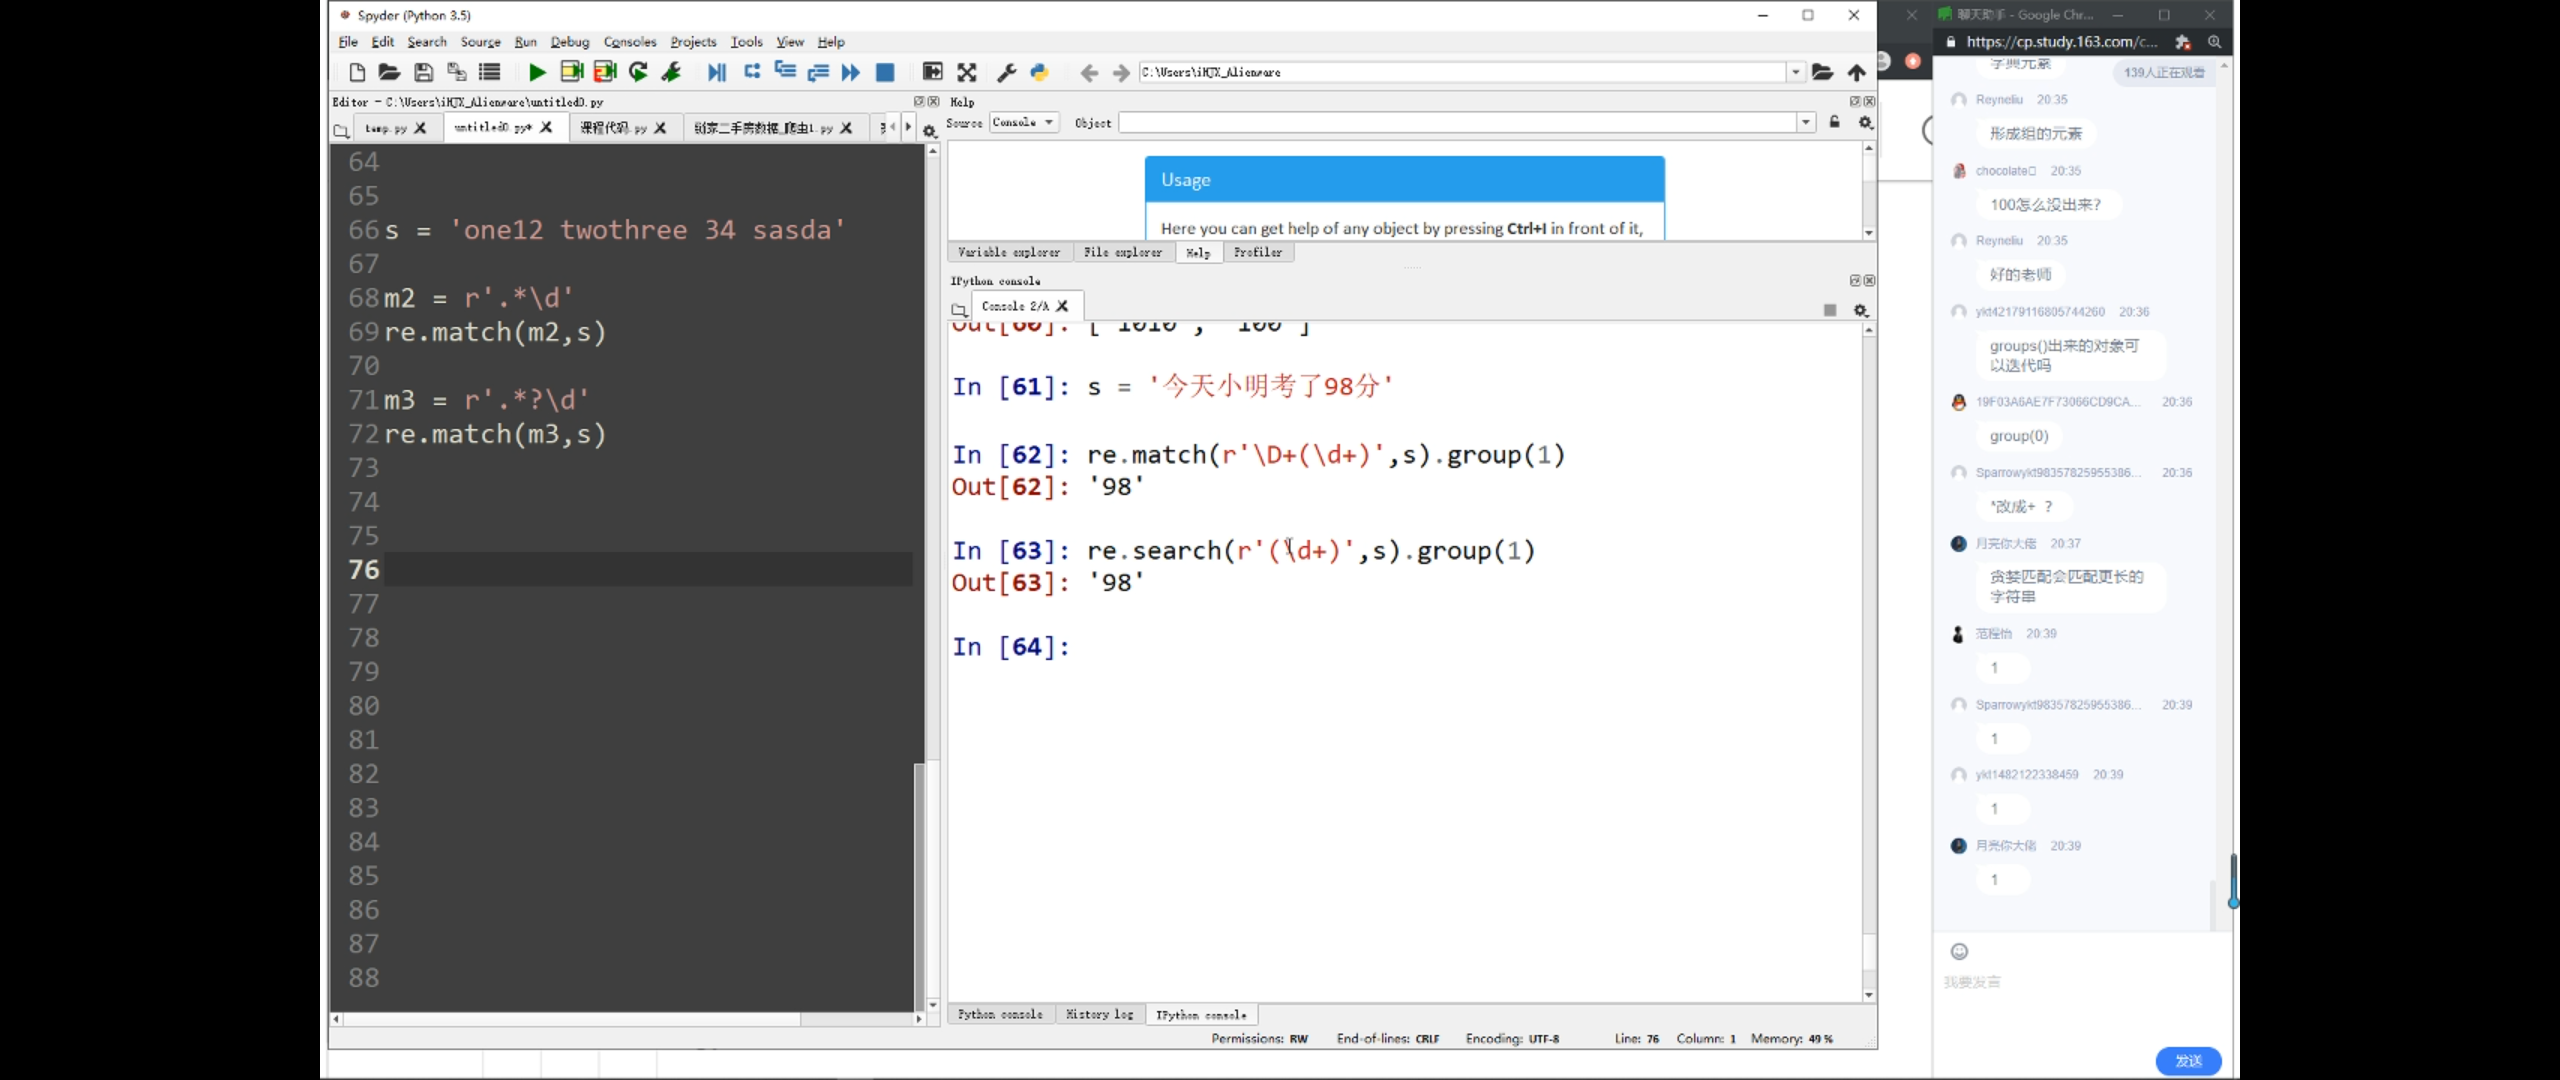 Spyder (Python 3.5)
File Edit Search Source Run Debug Consoles Projects Tools View Help
C:\Users\iHJX_Alienware
Editor - C:\Users\iHJX_Alienware\untitled0.py
temp.py
untitled0.py*
课程代码.py
链家二手房数据_爬虫1.py
64
65
66 s = 'one12 twothree 34 sasda'
67
68 m2 = r'.*\d'
69 re.match(m2,s)
70
71 m3 = r'.*?\d'
72 re.match(m3,s)
73
74
75
76
77
78
79
80
81
82
83
84
85
86
87
88
Help
Source Console Object
Usage
Here you can get help of any object by pressing Ctrl+I in front of it,
Variable explorer File explorer Help Profiler
IPython console
Console 2/A
Out[60]: ['1010', '100']
In [61]: s = '今天小明考了98分'
In [62]: re.match(r'\D+(\d+)',s).group(1)
Out[62]: '98'
In [63]: re.search(r'(\d+)',s).group(1)
Out[63]: '98'
In [64]:
Python console History log IPython console
Permissions: RW End-of-lines: CRLF Encoding: UTF-8 Line: 76 Column: 1 Memory: 49 %
聊天助手 - Google Chr...
https://cp.study.163.com/c...
字典元素
139人正在观看
Reyneliu 20:35
形成组的元素
chocolate 20:35
100怎么没出来?
Reyneliu 20:35
好的老师
ykt42179116805744260 20:36
groups()出来的对象可
以迭代吗
19F03A6AE7F73066CD9CA... 20:36
group(0)
Sparrowykt98357825955386... 20:36
*改成+ ?
月亮你大佬 20:37
贪婪匹配会匹配更长的
字符串
范程怡 20:39
1
Sparrowykt98357825955386... 20:39
1
ykt1482122338459 20:39
1
月亮你大佬 20:39
1
我要发言
发送